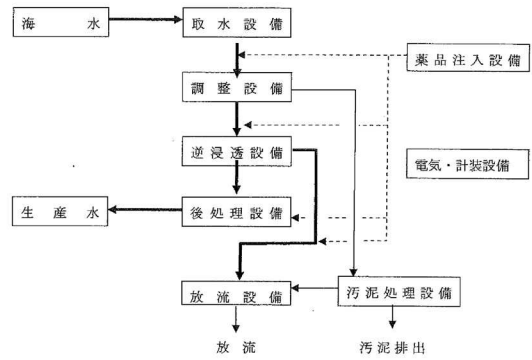 海水
取水設備
薬品注入設備
調整設備
逆浸透設備
電気・計装設備
生産水
後処理設備
放流設備
汚泥処理設備
放流
汚泥排出